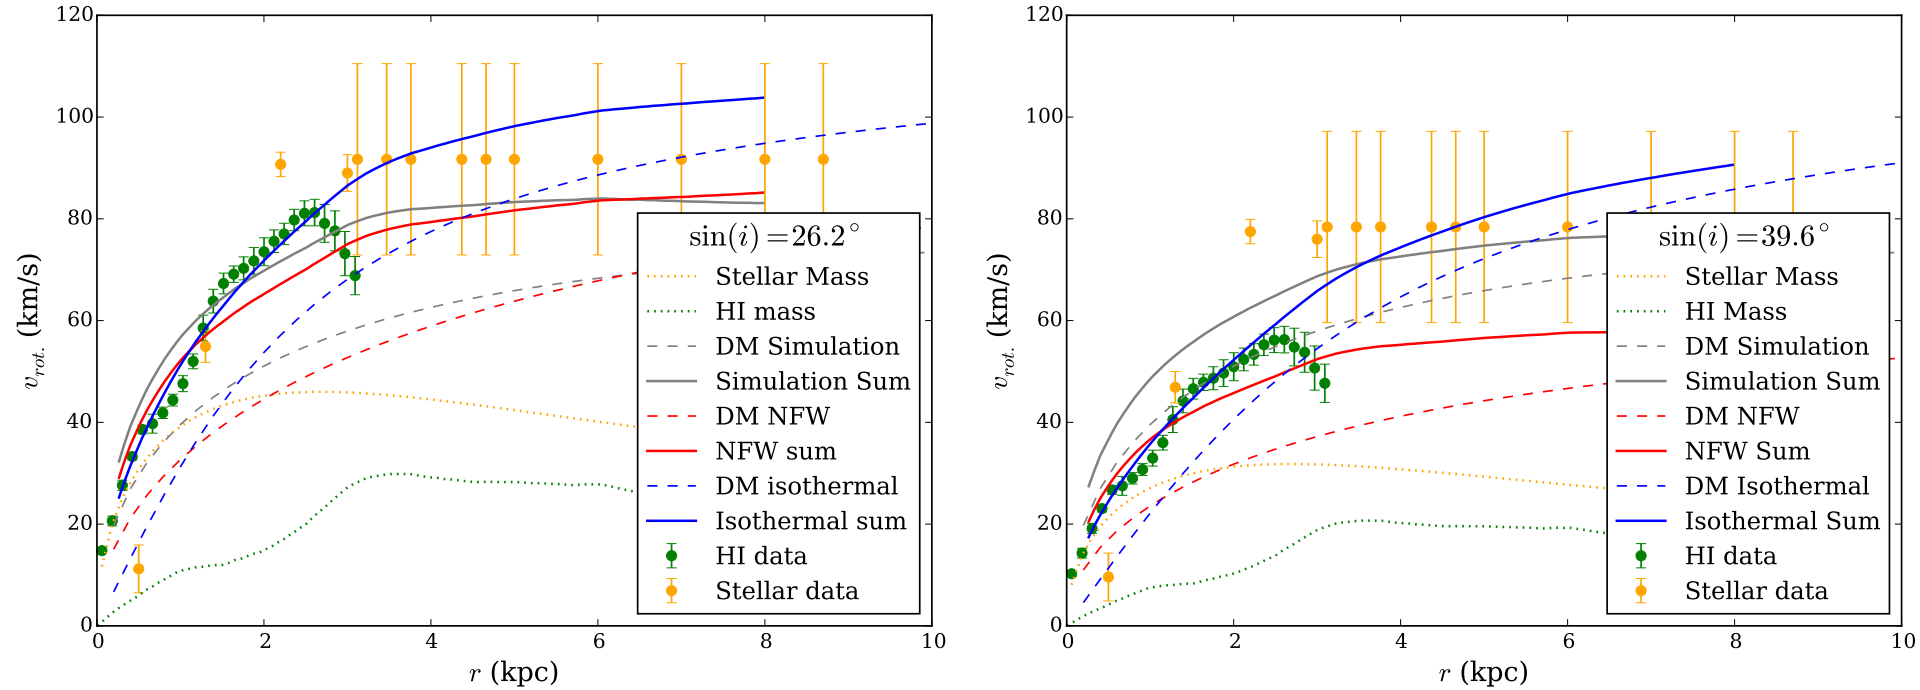 120
100
80
60
40
20
0
0 2 4 6 8 10
v_rot. (km/s)
r (kpc)
sin(i) = 26.2°
Stellar Mass
HI mass
DM Simulation
Simulation Sum
DM NFW
NFW sum
DM isothermal
Isothermal sum
HI data
Stellar data
120
100
80
60
40
20
0
0 2 4 6 8 10
v_rot. (km/s)
r (kpc)
sin(i) = 39.6°
Stellar Mass
HI Mass
DM Simulation
Simulation Sum
DM NFW
NFW Sum
DM Isothermal
Isothermal Sum
HI data
Stellar data